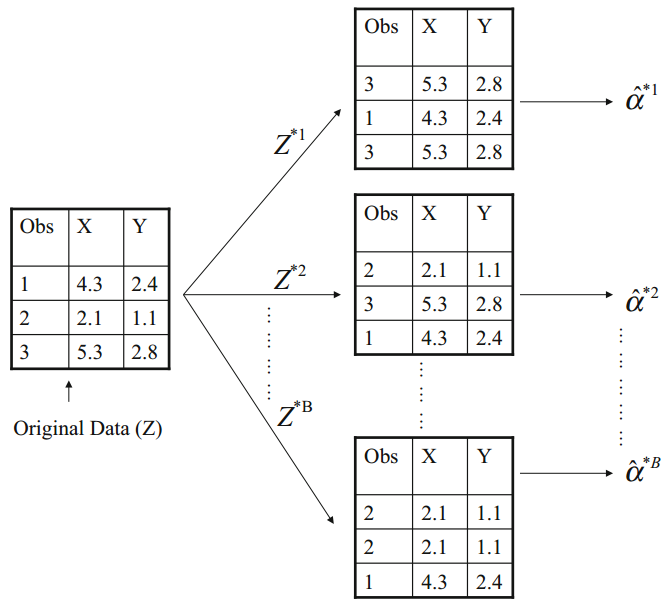 Obs X Y
1 4.3 2.4
2 2.1 1.1
3 5.3 2.8
Original Data (Z)
Z*1
Obs X Y
3 5.3 2.8
1 4.3 2.4
3 5.3 2.8
α̂*1
Z*2
Obs X Y
2 2.1 1.1
3 5.3 2.8
1 4.3 2.4
α̂*2
Z*B
Obs X Y
2 2.1 1.1
2 2.1 1.1
1 4.3 2.4
α̂*B